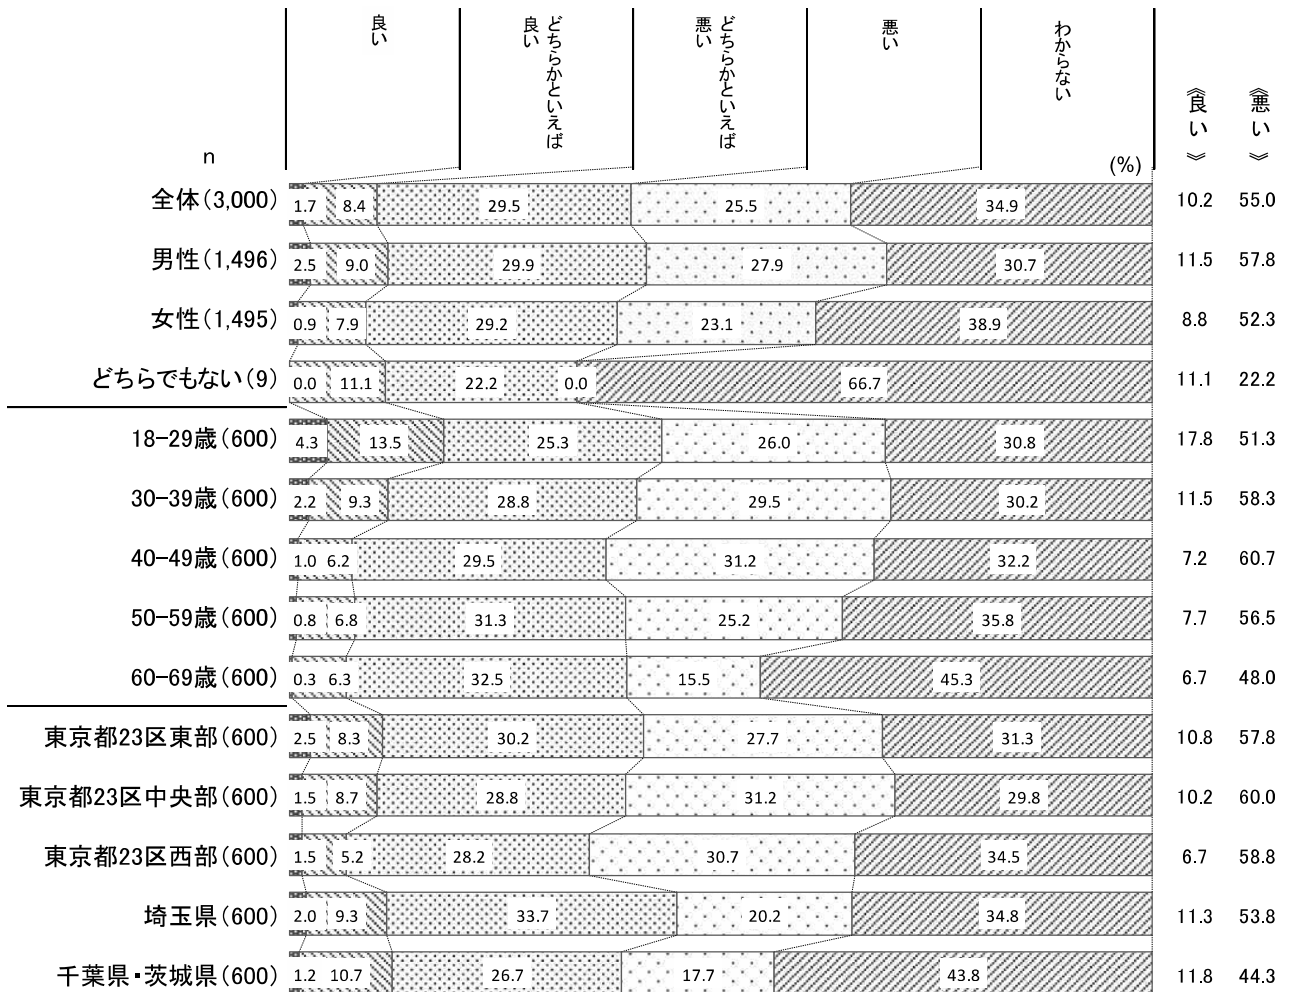 良い
どちらかといえば
良い
どちらかといえば
悪い
悪い
わからない
《良い》
《悪い》
n
(%)
全体(3,000) 1.7 8.4 29.5 25.5 34.9 10.2 55.0
男性(1,496) 2.5 9.0 29.9 27.9 30.7 11.5 57.8
女性(1,495) 0.9 7.9 29.2 23.1 38.9 8.8 52.3
どちらでもない(9) 0.0 11.1 22.2 0.0 66.7 11.1 22.2
18-29歳(600) 4.3 13.5 25.3 26.0 30.8 17.8 51.3
30-39歳(600) 2.2 9.3 28.8 29.5 30.2 11.5 58.3
40-49歳(600) 1.0 6.2 29.5 31.2 32.2 7.2 60.7
50-59歳(600) 0.8 6.8 31.3 25.2 35.8 7.7 56.5
60-69歳(600) 0.3 6.3 32.5 15.5 45.3 6.7 48.0
東京都23区東部(600) 2.5 8.3 30.2 27.7 31.3 10.8 57.8
東京都23区中央部(600) 1.5 8.7 28.8 31.2 29.8 10.2 60.0
東京都23区西部(600) 1.5 5.2 28.2 30.7 34.5 6.7 58.8
埼玉県(600) 2.0 9.3 33.7 20.2 34.8 11.3 53.8
千葉県・茨城県(600) 1.2 10.7 26.7 17.7 43.8 11.8 44.3